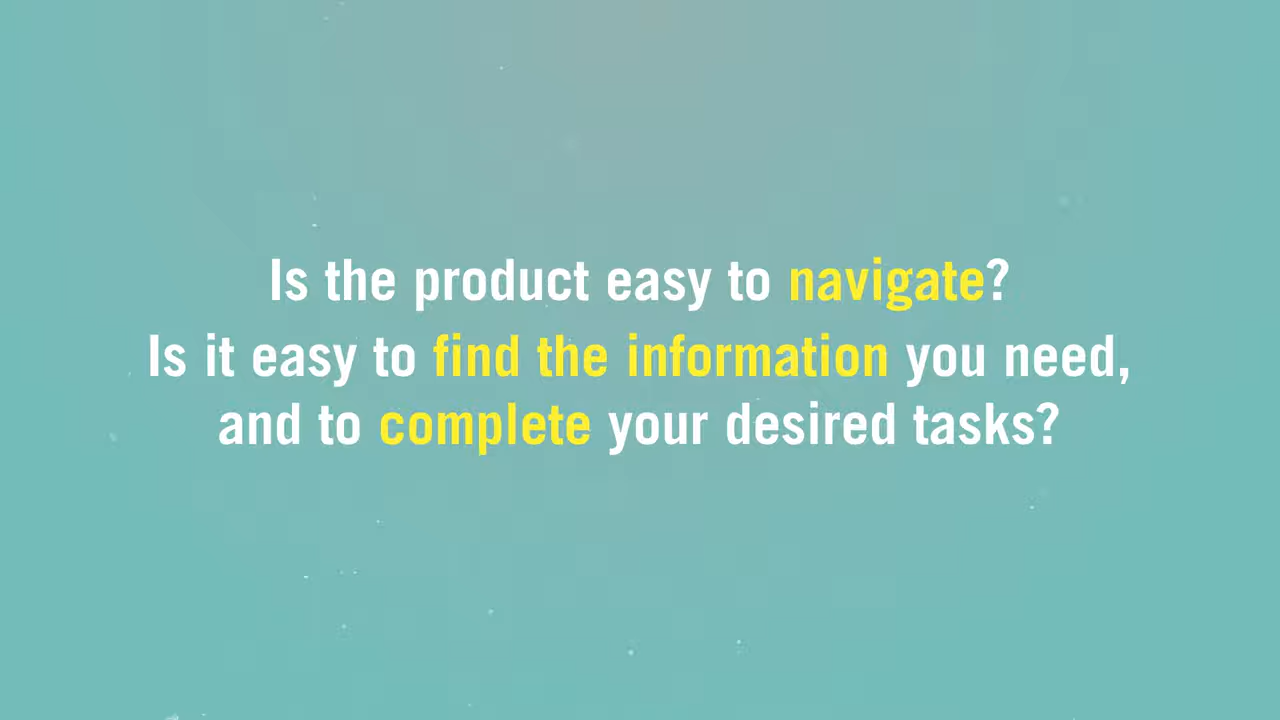 Is the product easy to navigate?
Is it easy to find the information you need,
and to complete your desired tasks?